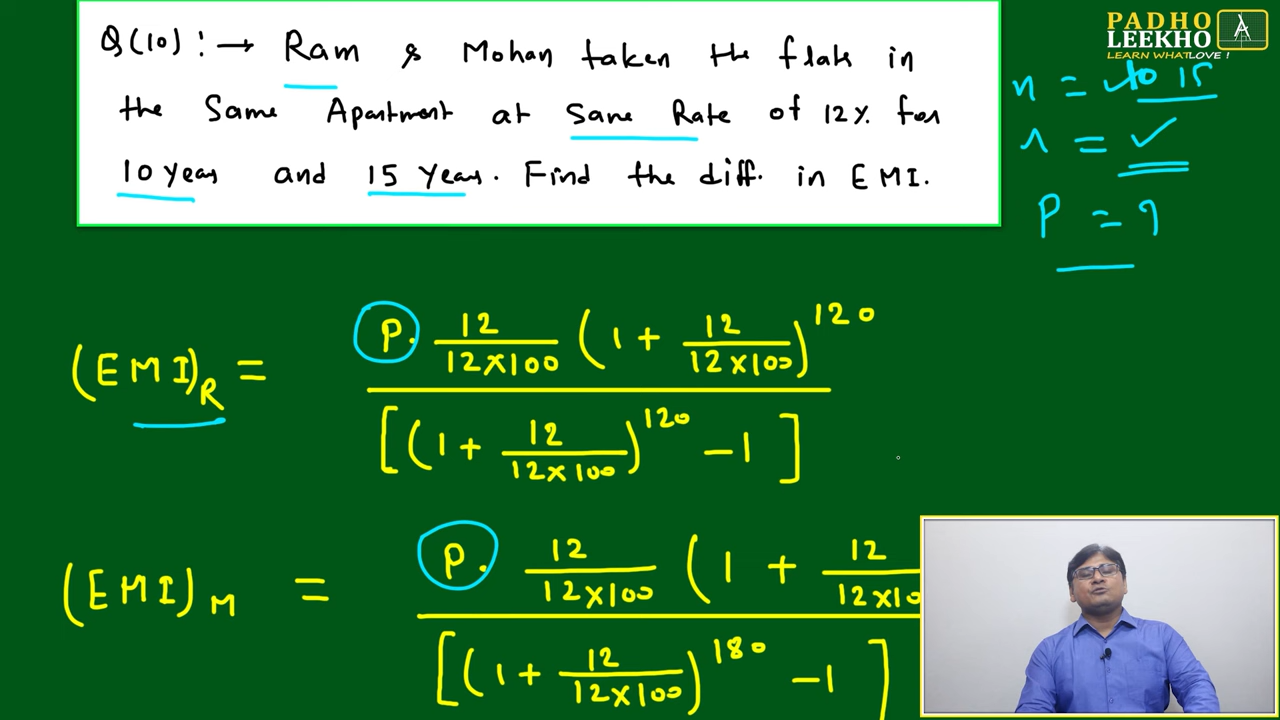 Q(10) : → Ram & Mohan taken the flats in
the Same Apartment at Same Rate of 12% for
10 years and 15 Years. Find the diff. in EMI.
PADHO
LEEKHO
LEARN WHAT LOVE !
n = 10 15
r = ✓
P = ?
(EMI)R = P. 12/(12×100) (1 + 12/(12×100))^120
[(1 + 12/(12×100))^120 − 1]
(EMI)M = P. 12/(12×100) (1 + 12/(12×10
[(1 + 12/(12×100))^180 − 1]